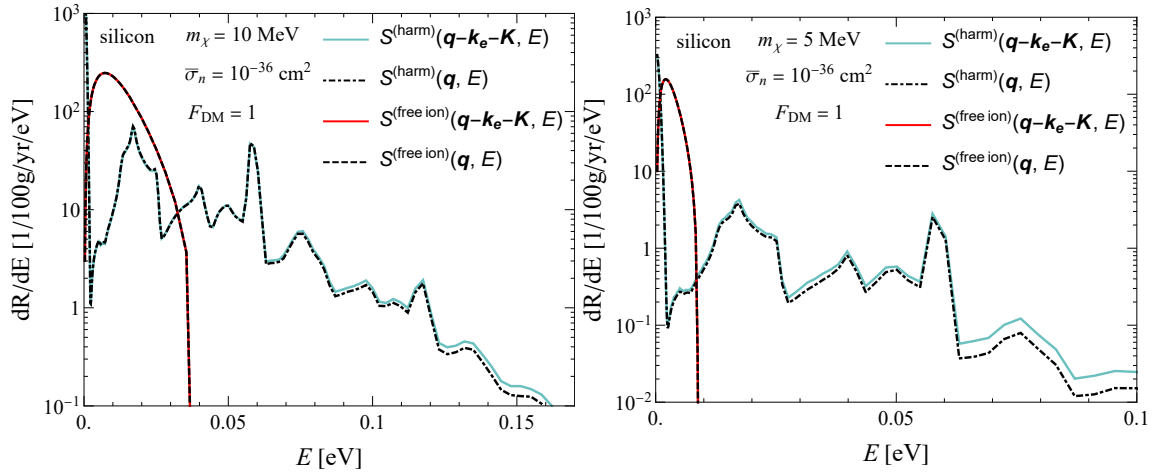 silicon
m_χ = 10 MeV
σ̅_n = 10⁻³⁶ cm²
F_DM = 1
S^(harm)(q–k_e–K, E)
S^(harm)(q, E)
S^(free ion)(q–k_e–K, E)
S^(free ion)(q, E)
dR/dE [1/100g/yr/eV]
10³
10²
10
1
10⁻¹
0.
0.05
0.1
0.15
E [eV]
silicon
m_χ = 5 MeV
σ̅_n = 10⁻³⁶ cm²
F_DM = 1
S^(harm)(q–k_e–K, E)
S^(harm)(q, E)
S^(free ion)(q–k_e–K, E)
S^(free ion)(q, E)
dR/dE [1/100g/yr/eV]
10³
100
10
1
10⁻¹
10⁻²
0.
0.05
0.1
E [eV]